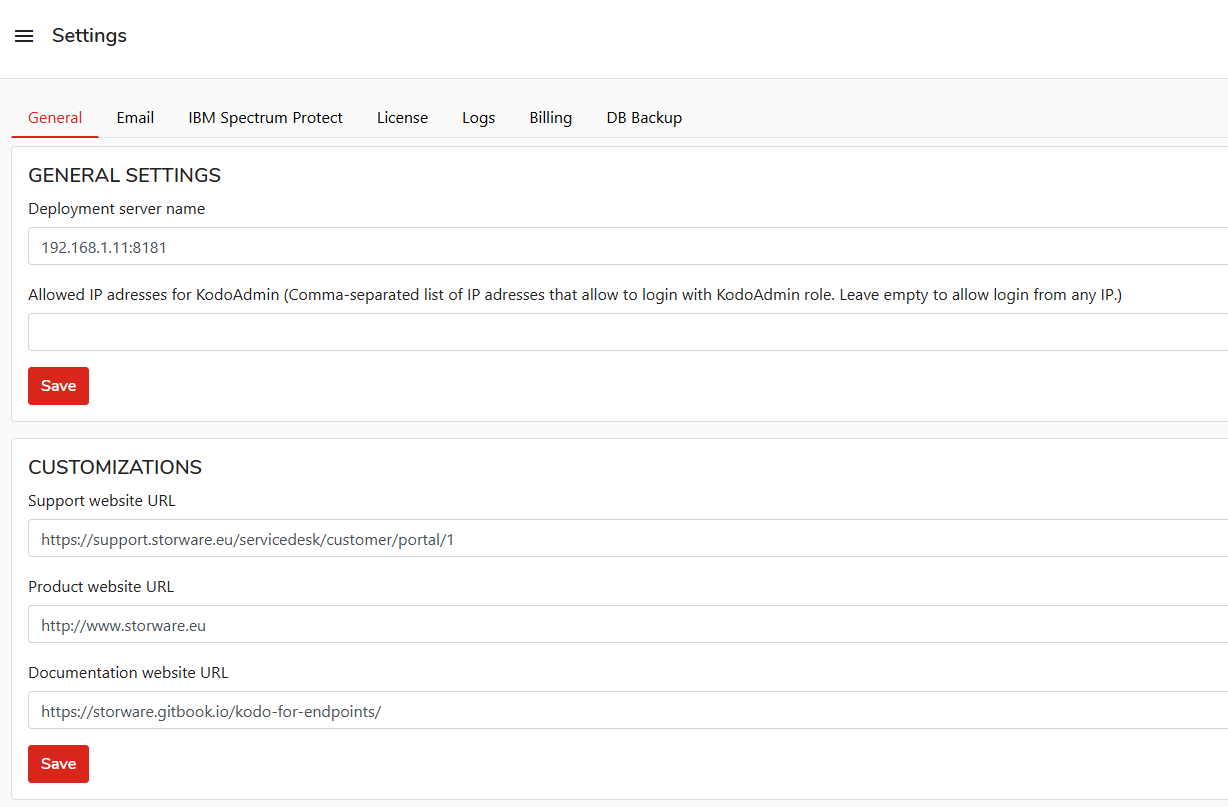 Settings
General Email IBM Spectrum Protect License Logs Billing DB Backup
GENERAL SETTINGS
Deployment server name
192.168.1.11:8181
Allowed IP adresses for KodoAdmin (Comma-separated list of IP adresses that allow to login with KodoAdmin role. Leave empty to allow login from any IP.)
Save
CUSTOMIZATIONS
Support website URL
https://support.storware.eu/servicedesk/customer/portal/1
Product website URL
http://www.storware.eu
Documentation website URL
https://storware.gitbook.io/kodo-for-endpoints/
Save